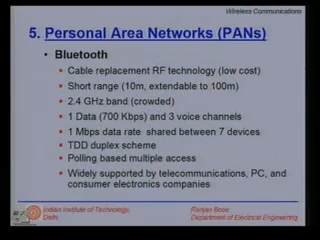 Wireless Communications
5. Personal Area Networks (PANs)
• Bluetooth
▪ Cable replacement RF technology (low cost)
▪ Short range (10m, extendable to 100m)
▪ 2.4 GHz band (crowded)
▪ 1 Data (700 Kbps) and 3 voice channels
▪ 1 Mbps data rate shared between 7 devices
▪ TDD duplex scheme
▪ Polling based multiple access
▪ Widely supported by telecommunications, PC, and
consumer electronics companies
Indian Institute of Technology,
Delhi
Ranjan Bose
Department of Electrical Engineering